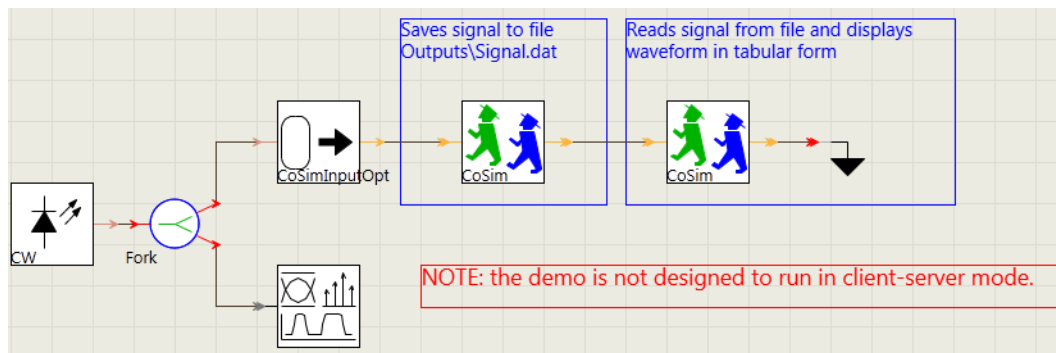 Saves signal to file
Outputs\Signal.dat
Reads signal from file and displays
waveform in tabular form
CoSimInputOpt
CoSim
CoSim
CW
Fork
NOTE: the demo is not designed to run in client-server mode.